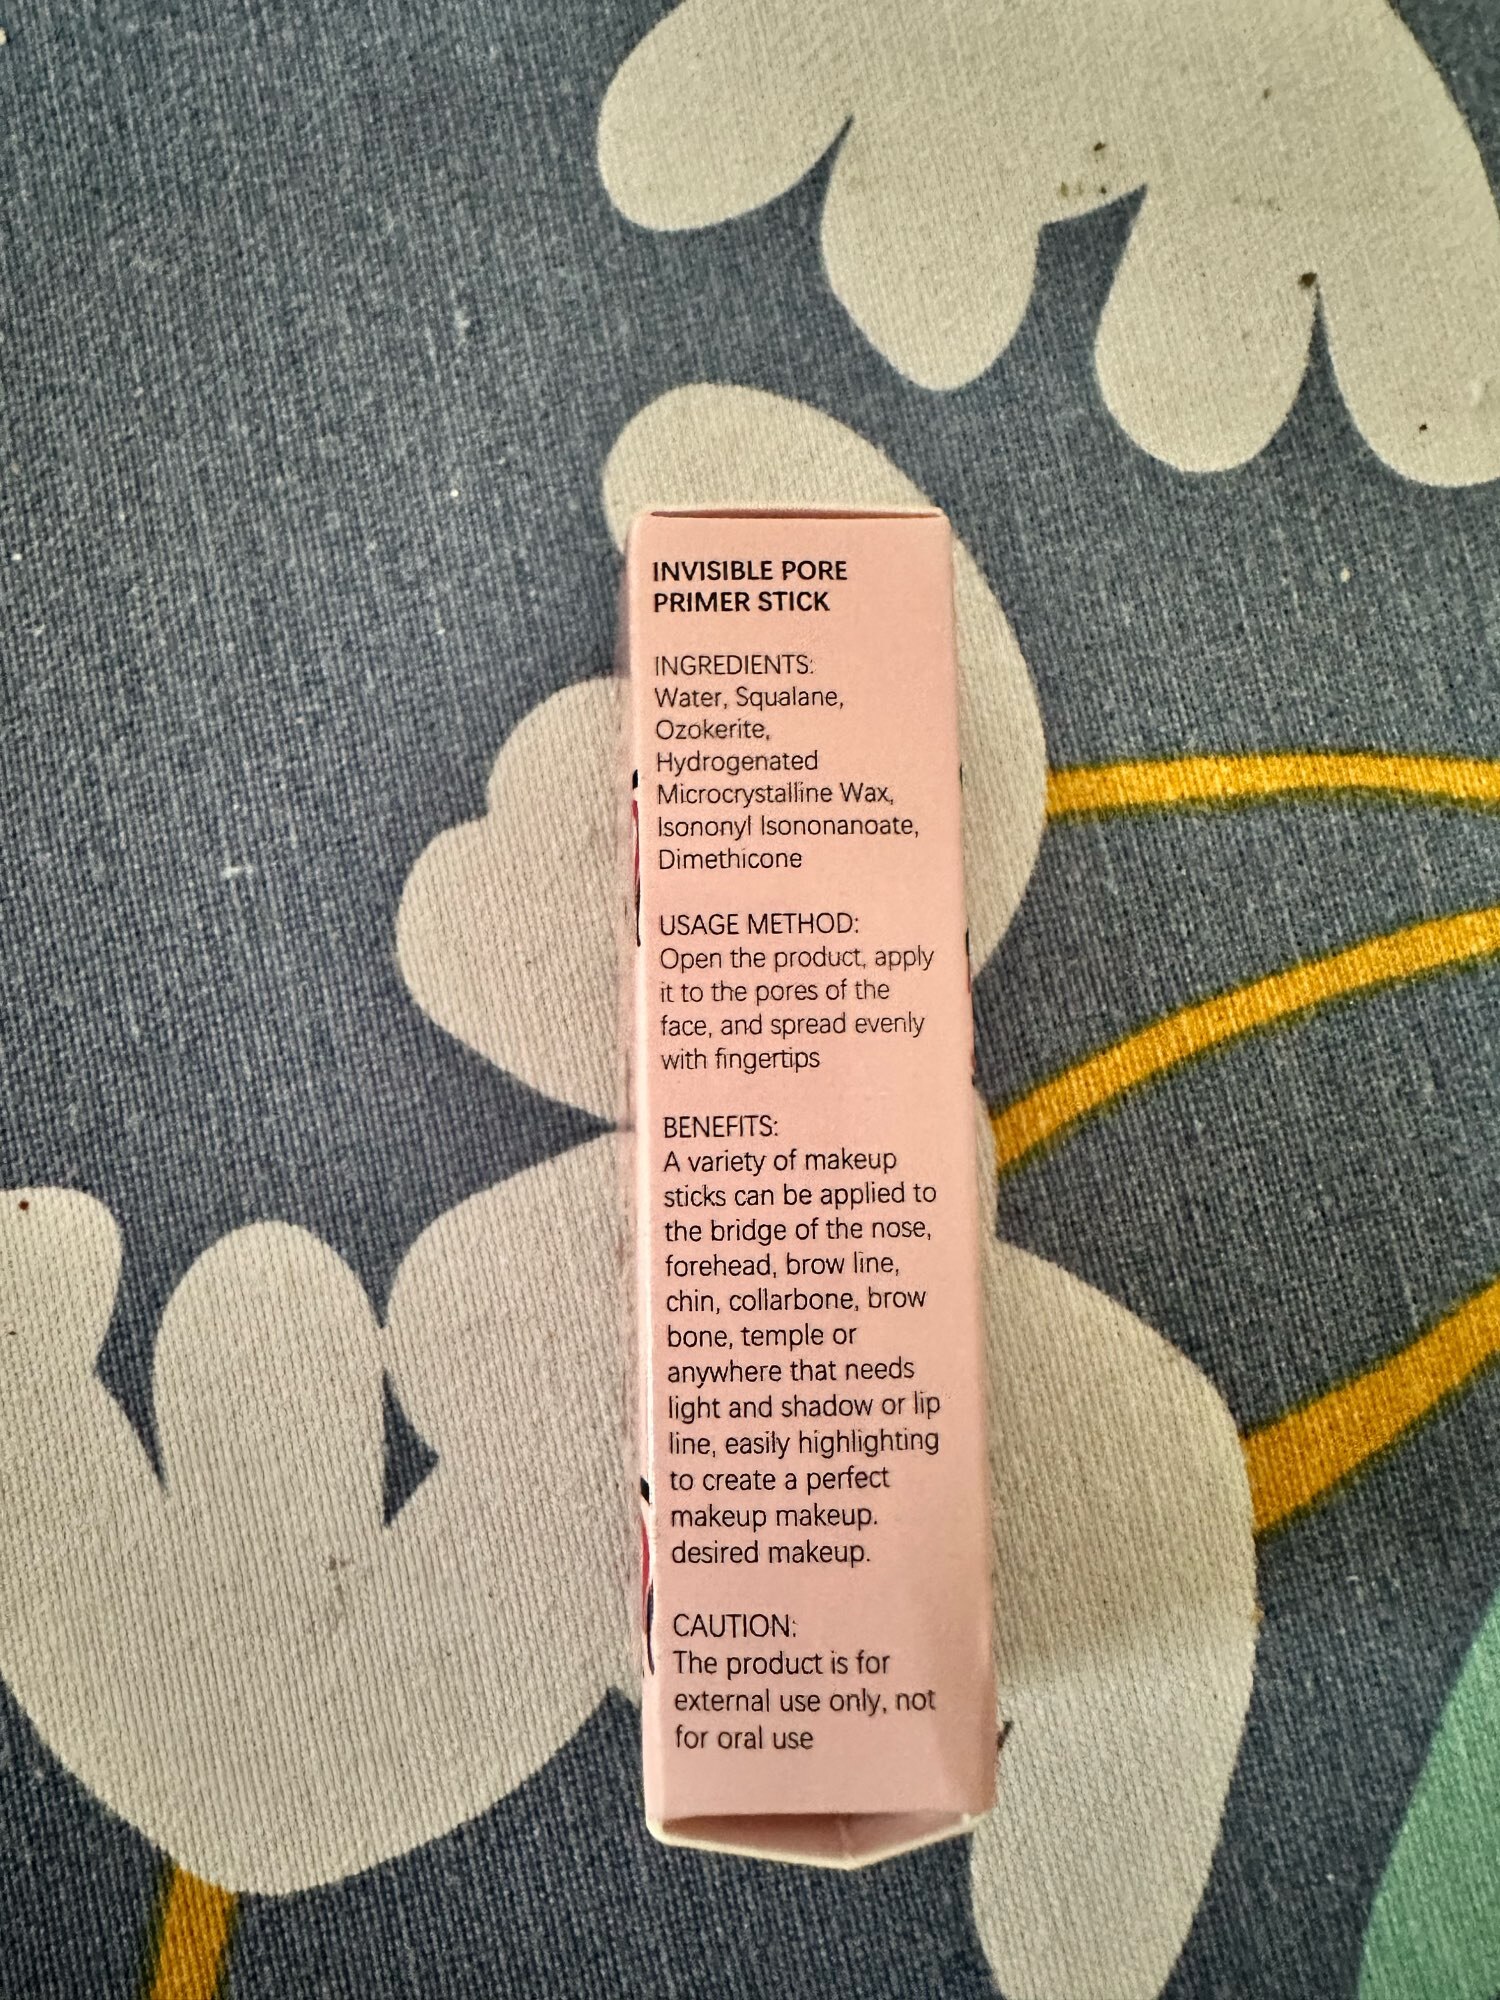 INVISIBLE PORE
PRIMER STICK
INGREDIENTS:
Water, Squalane,
Ozokerite,
Hydrogenated
Microcrystalline Wax,
Isononyl Isononanoate,
Dimethicone
USAGE METHOD:
Open the product, apply
it to the pores of the
face, and spread evenly
with fingertips
BENEFITS:
A variety of makeup
sticks can be applied to
the bridge of the nose,
forehead, brow line,
chin, collarbone, brow
bone, temple or
anywhere that needs
light and shadow or lip
line, easily highlighting
to create a perfect
makeup makeup.
desired makeup.
CAUTION:
The product is for
external use only, not
for oral use